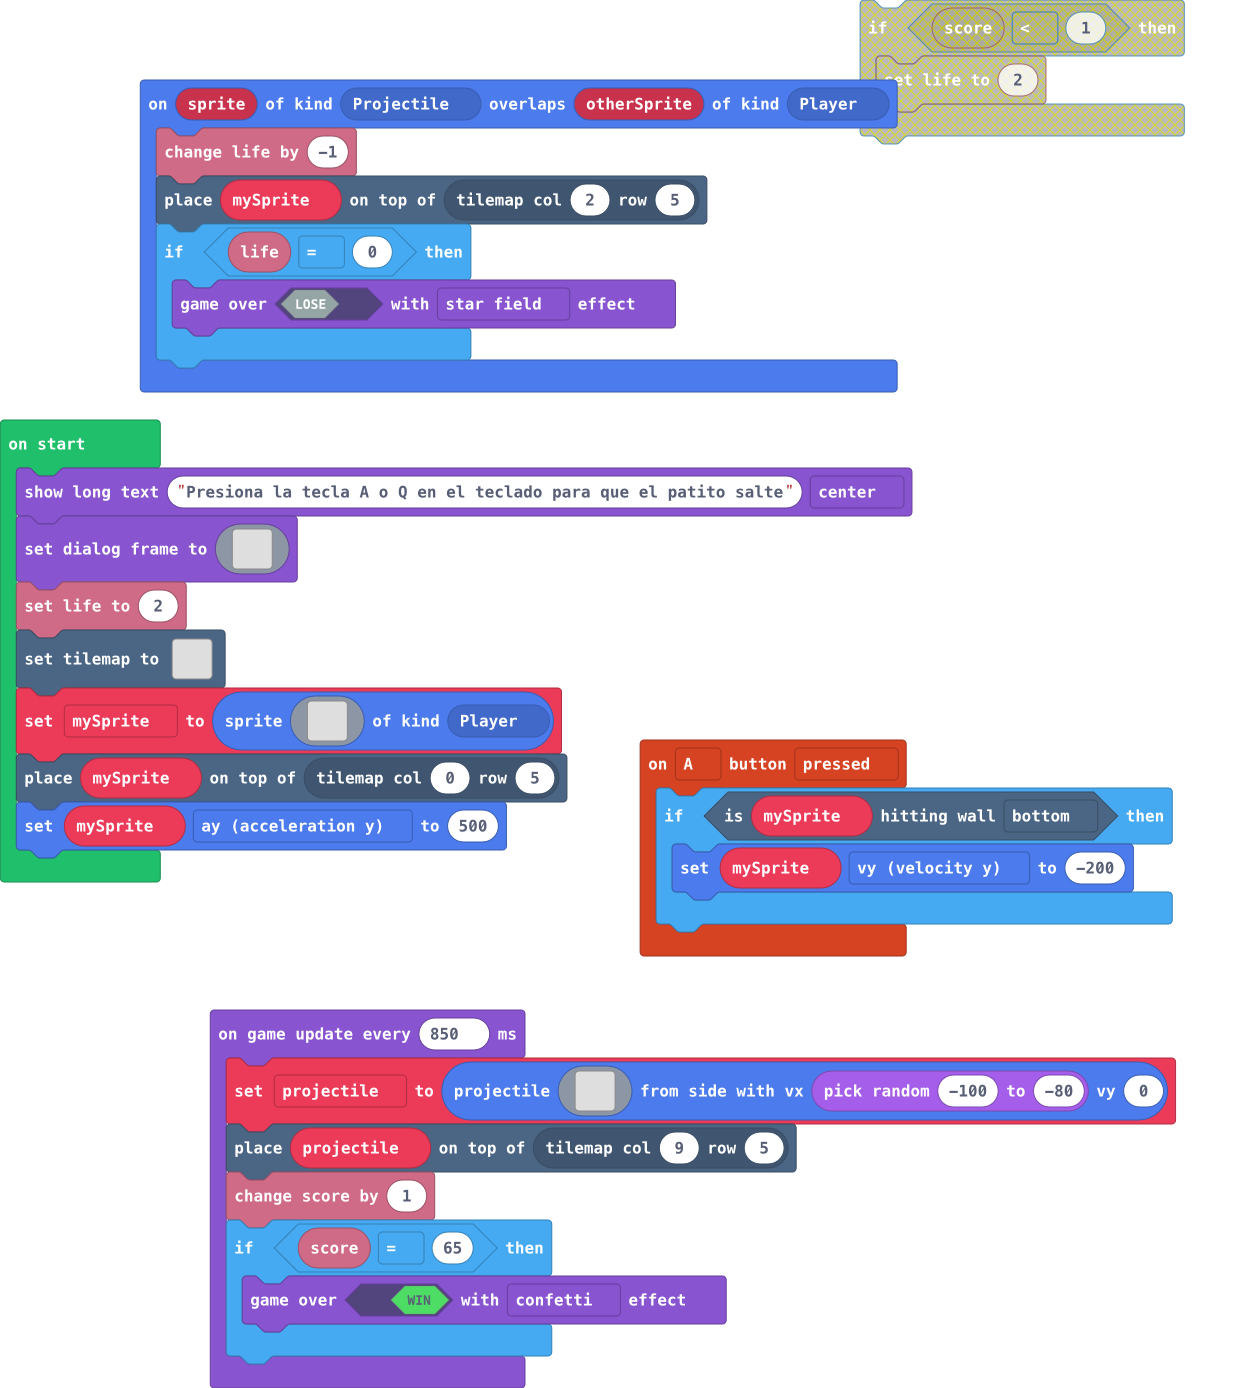 if score < 1 then
set life to 2
on sprite of kind Projectile overlaps otherSprite of kind Player
change life by −1
place mySprite on top of tilemap col 2 row 5
if life = 0 then
game over LOSE with star field effect
on start
show long text "Presiona la tecla A o Q en el teclado para que el patito salte" center
set dialog frame to
set life to 2
set tilemap to
set mySprite to sprite of kind Player
place mySprite on top of tilemap col 0 row 5
set mySprite ay (acceleration y) to 500
on A button pressed
if is mySprite hitting wall bottom then
set mySprite vy (velocity y) to −200
on game update every 850 ms
set projectile to projectile from side with vx pick random −100 to −80 vy 0
place projectile on top of tilemap col 9 row 5
change score by 1
if score = 65 then
game over WIN with confetti effect